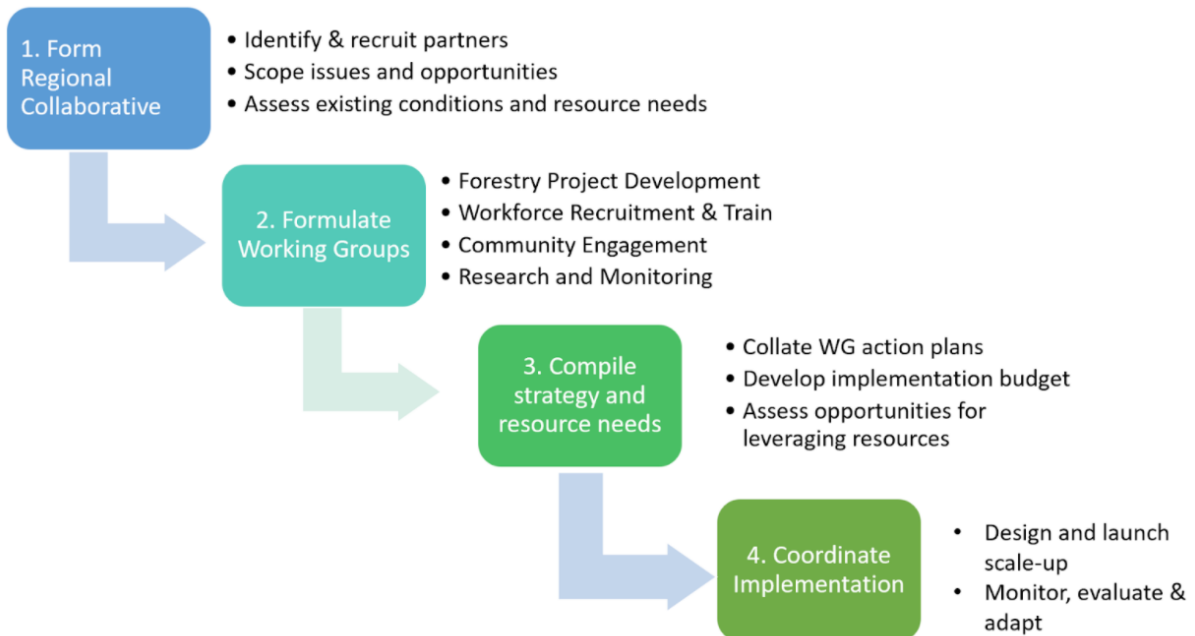 1. Form
Regional
Collaborative
• Identify & recruit partners
• Scope issues and opportunities
• Assess existing conditions and resource needs
2. Formulate
Working Groups
• Forestry Project Development
• Workforce Recruitment & Train
• Community Engagement
• Research and Monitoring
3. Compile
strategy and
resource needs
• Collate WG action plans
• Develop implementation budget
• Assess opportunities for
leveraging resources
4. Coordinate
Implementation
• Design and launch
scale-up
• Monitor, evaluate &
adapt